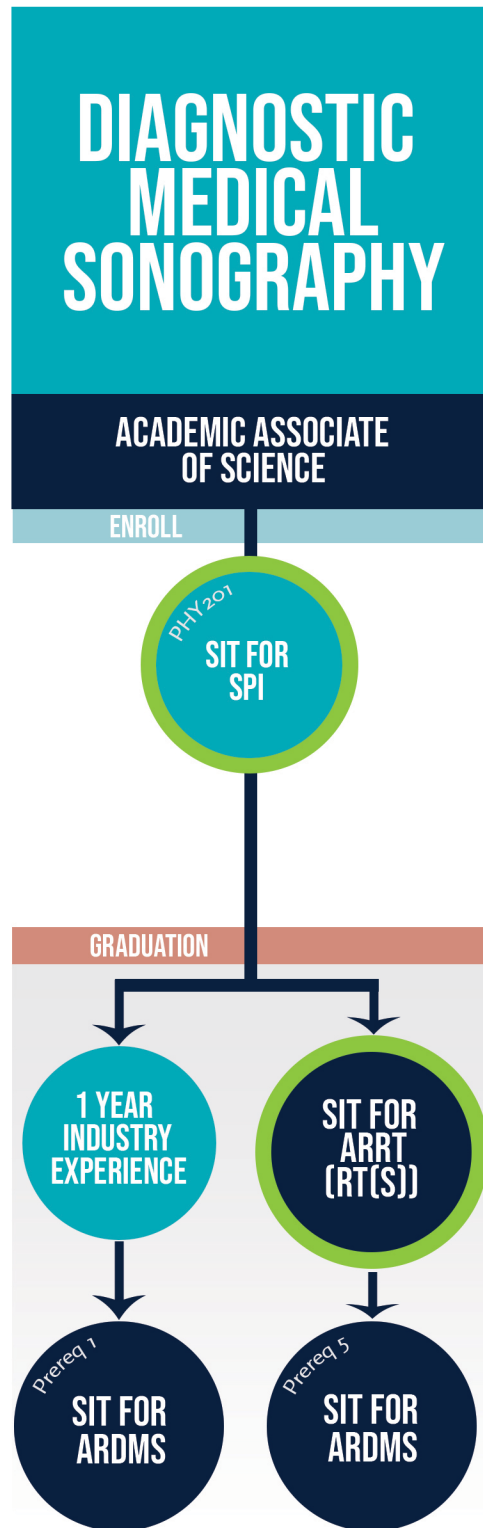 DIAGNOSTIC
MEDICAL
SONOGRAPHY
ACADEMIC ASSOCIATE
OF SCIENCE
ENROLL
PHY201
SIT FOR
SPI
GRADUATION
1 YEAR
INDUSTRY
EXPERIENCE
SIT FOR
ARRT
(RT(S))
Prereq 1
SIT FOR
ARDMS
Prereq 5
SIT FOR
ARDMS